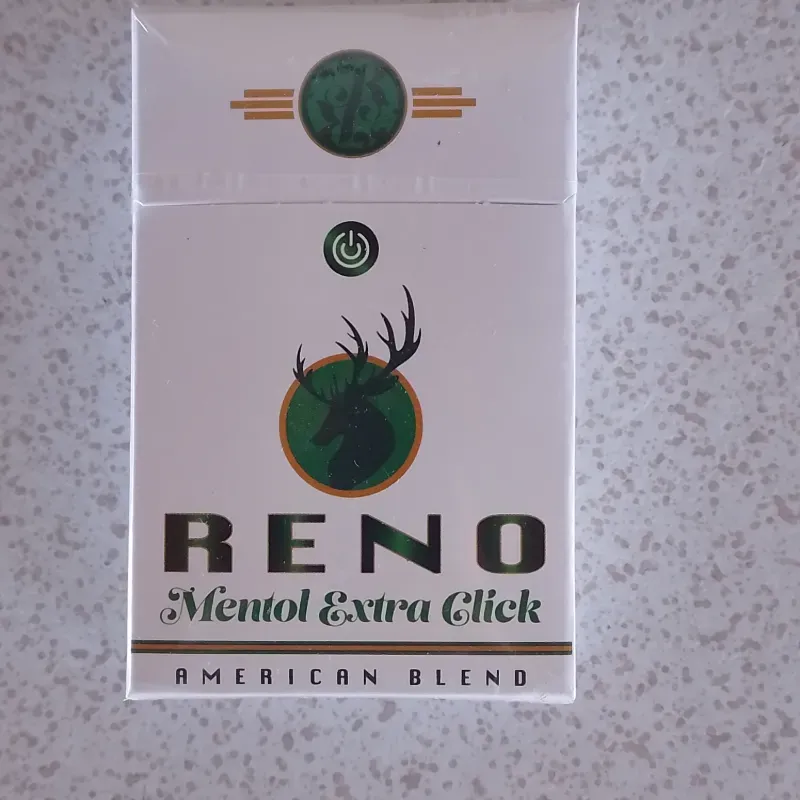 RENO
Mentol Extra Click
AMERICAN BLEND